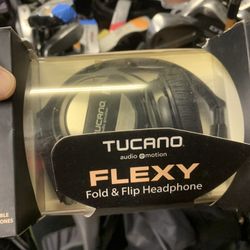 TUCANO
TUCANO
audio @motion
FLEXY
Fold & Flip Headphone